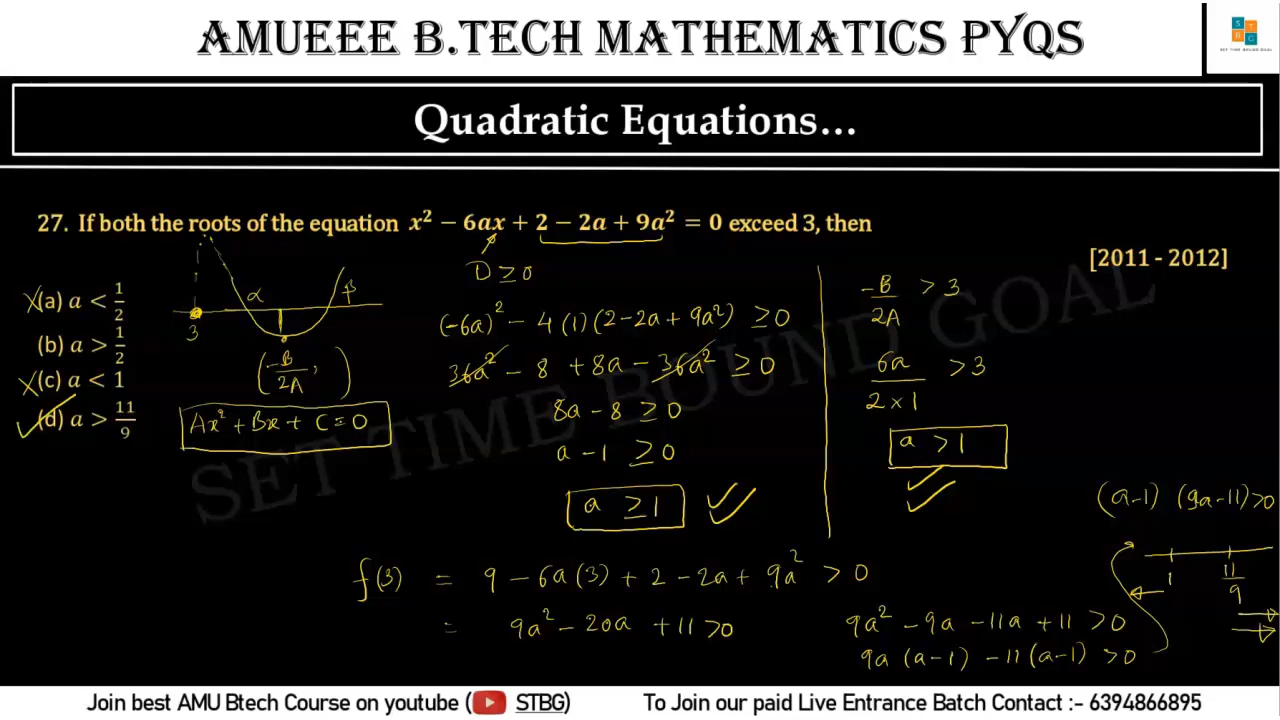 AMUEEE B.TECH MATHEMATICS PYQS
STBG
SET TIME BOUND GOAL
Quadratic Equations...
27. If both the roots of the equation x² − 6ax + 2 − 2a + 9a² = 0 exceed 3, then
[2011 - 2012]
(a) a < 1/2
(b) a > 1/2
(c) a < 1
(d) a > 11/9
α β
3
(-B/2A, )
Ax² + Bx + C = 0
D ≥ 0
(-6a)² - 4(1)(2-2a+9a²) ≥ 0
36a² - 8 + 8a - 36a² ≥ 0
8a - 8 ≥ 0
a - 1 ≥ 0
a ≥ 1
-B/2A > 3
6a/2×1 > 3
a > 1
(a-1) (9a-11) > 0
1 11/9
f(3) = 9 - 6a(3) + 2 - 2a + 9a² > 0
= 9a² - 20a + 11 > 0
9a² - 9a - 11a + 11 > 0
9a (a-1) - 11 (a-1) > 0
SET TIME BOUND GOAL
Join best AMU Btech Course on youtube ( STBG)
To Join our paid Live Entrance Batch Contact :- 6394866895